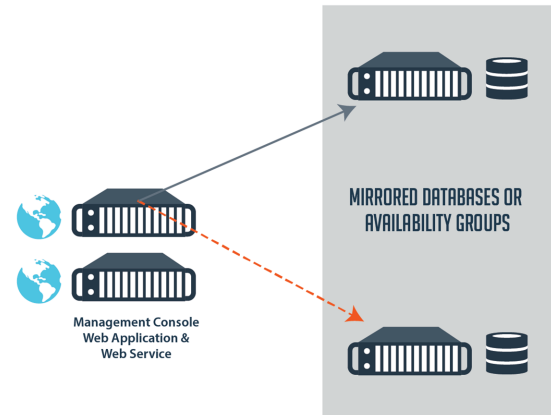 MIRRORED DATABASES OR
AVAILABILITY GROUPS
Management Console
Web Application &
Web Service